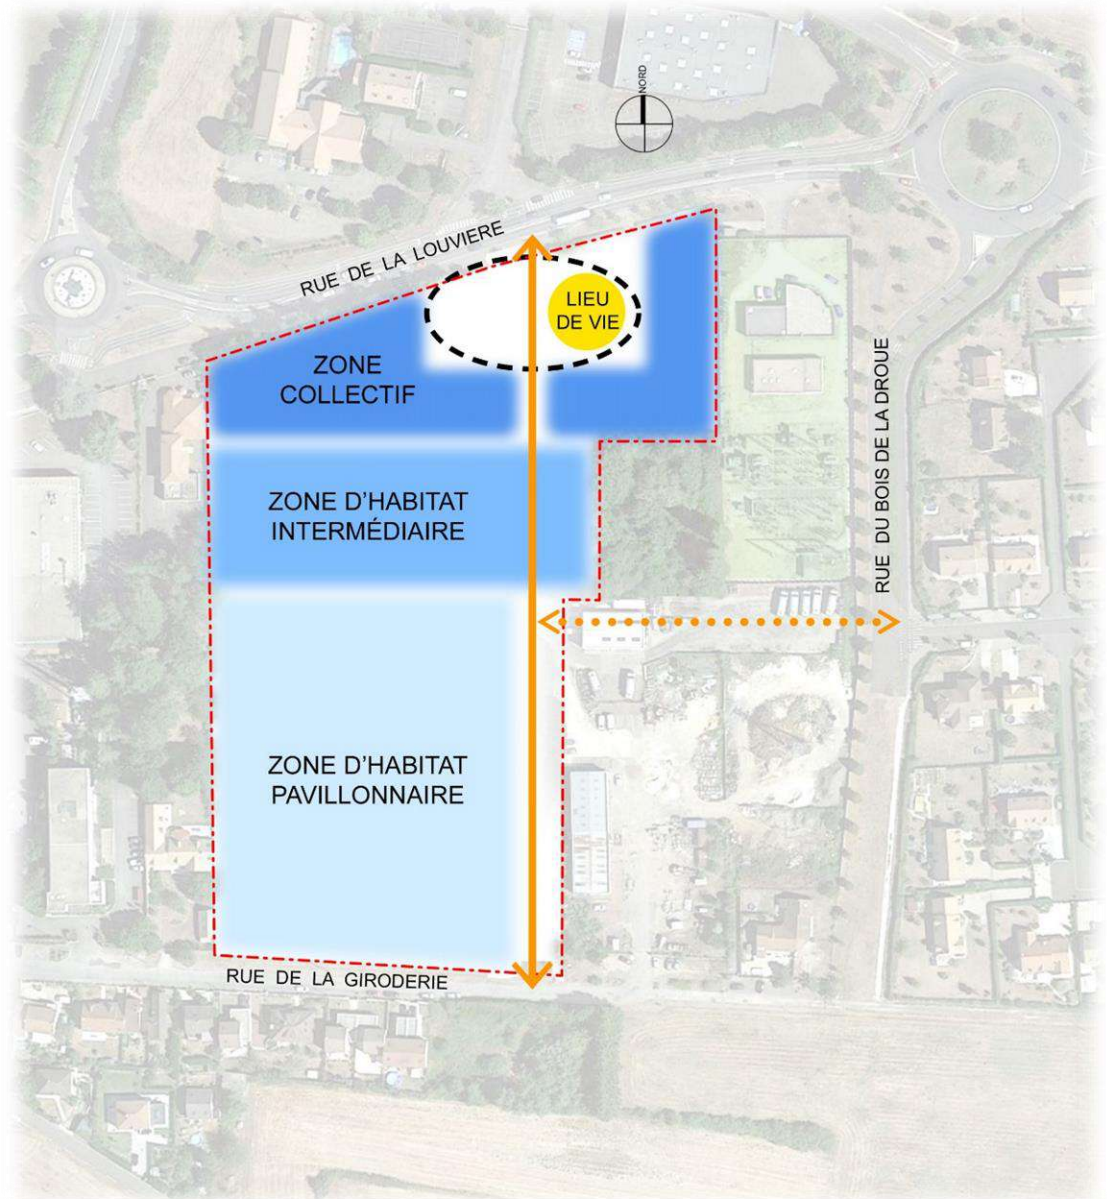 NORD
RUE DE LA LOUVIERE
LIEU
DE VIE
ZONE
COLLECTIF
RUE DU BOIS DE LA DROUE
ZONE D'HABITAT
INTERMÉDIAIRE
ZONE D'HABITAT
PAVILLONNAIRE
RUE DE LA GIRODERIE